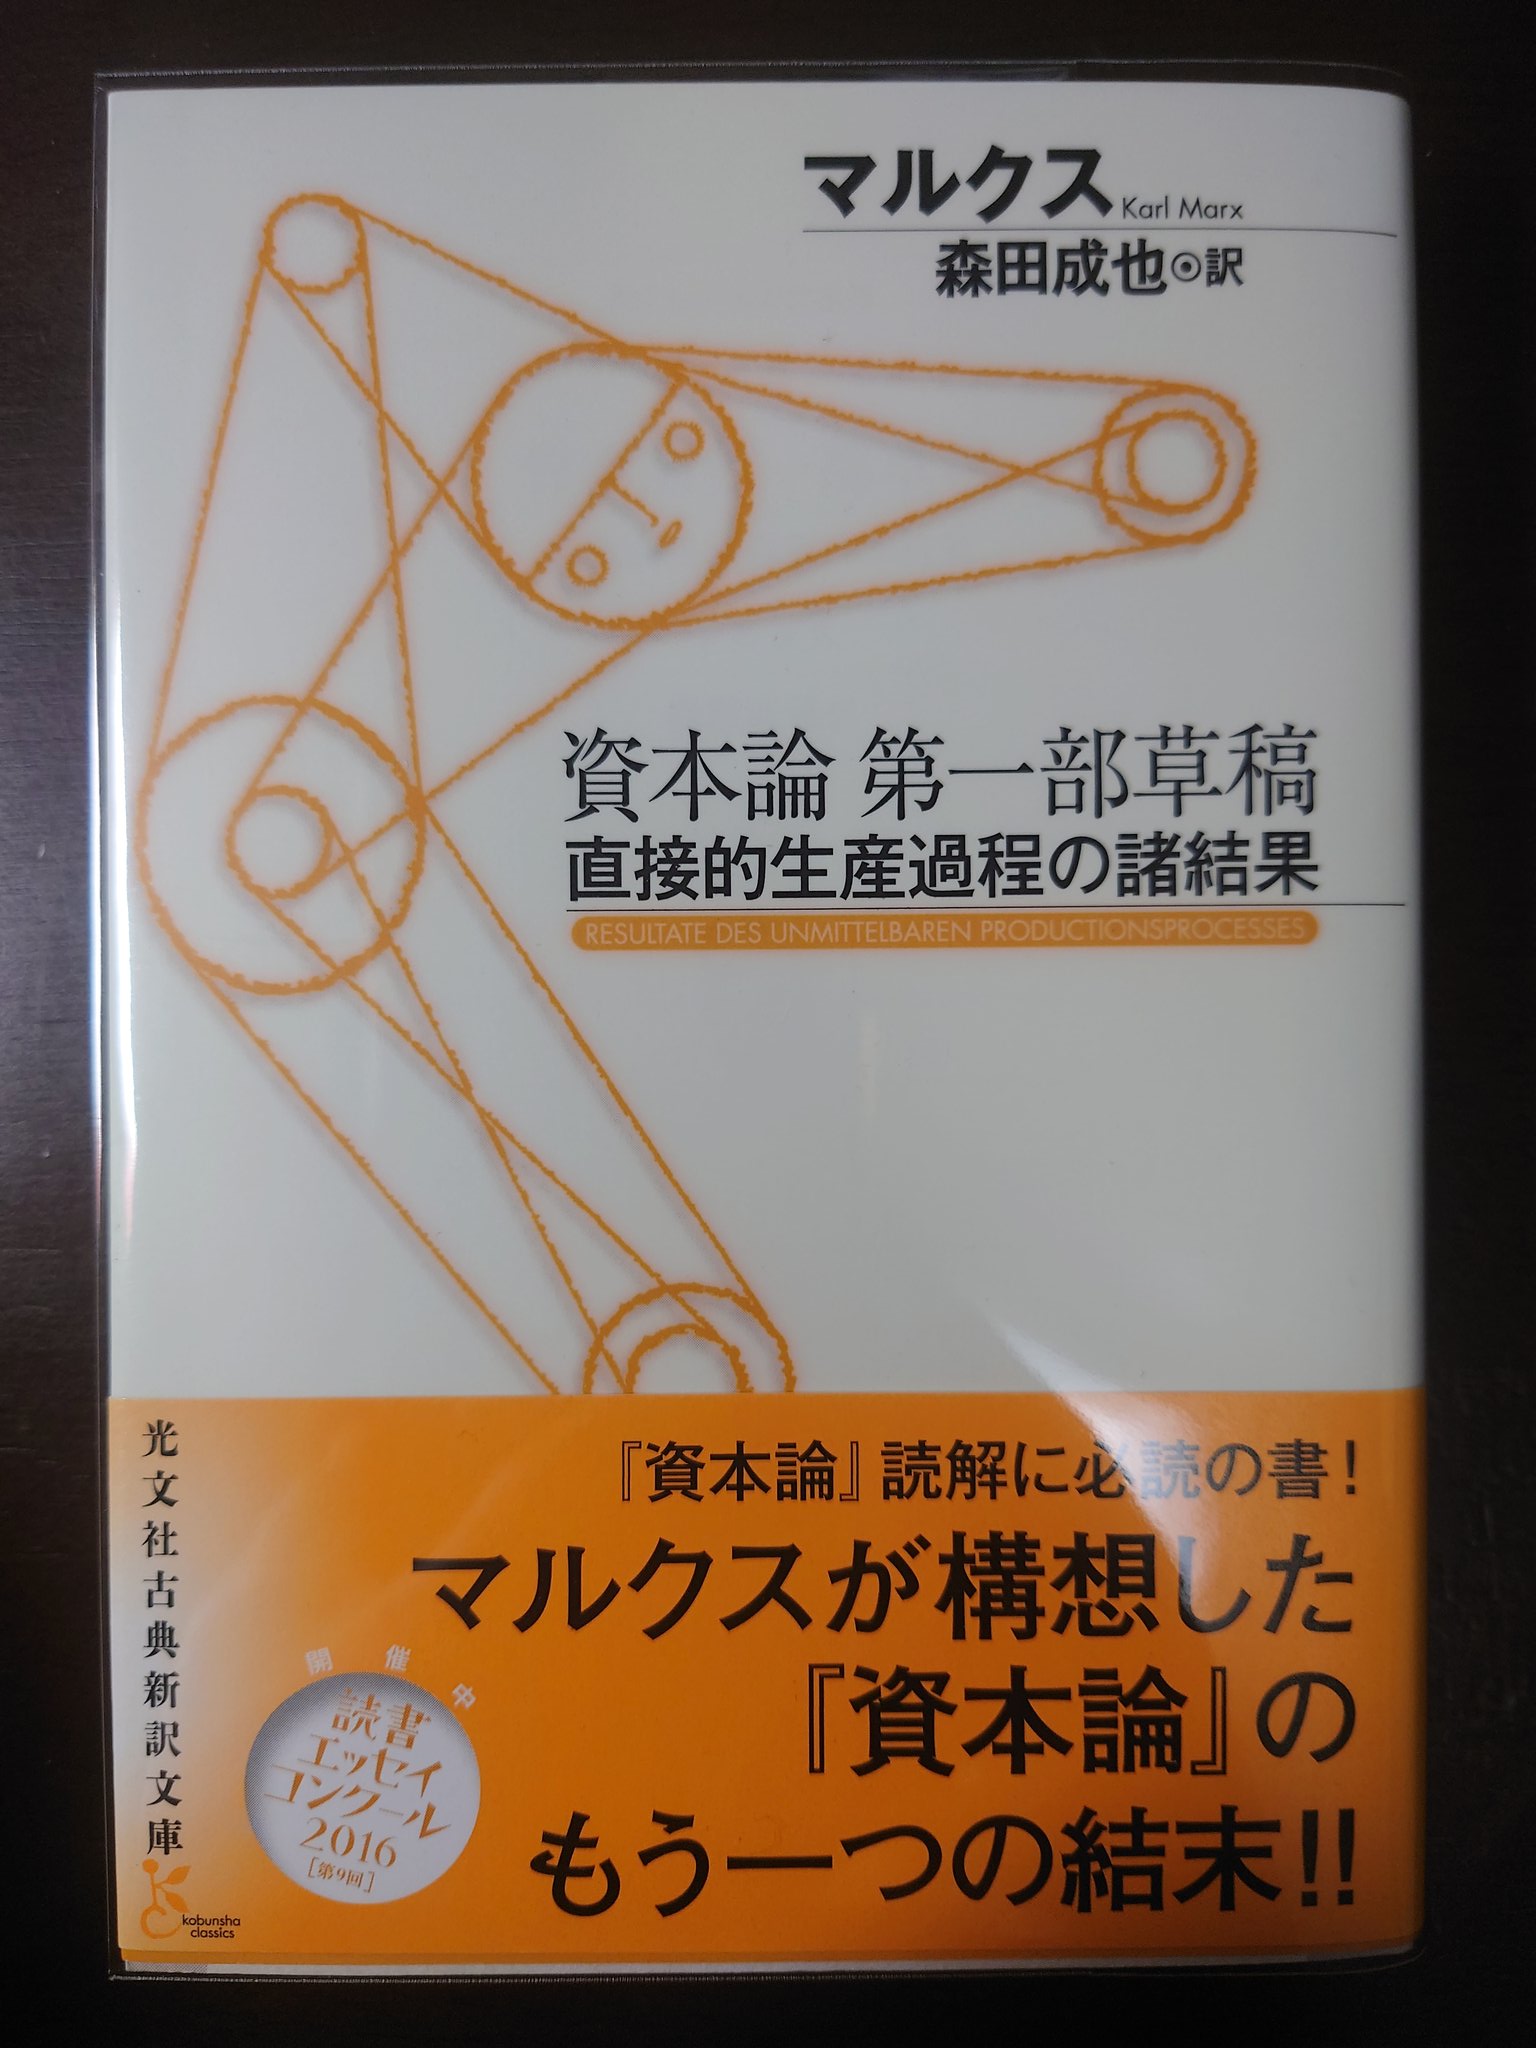 マルクス Karl Marx
森田成也◉訳
資本論 第一部草稿
直接的生産過程の諸結果
RESULTATE DES UNMITTELBAREN PRODUCTIONSPROCESSES
『資本論』読解に必読の書！
マルクスが構想した
『資本論』の
もう一つの結末!!
光文社古典新訳文庫
kobunsha
classics
開催中
読書
エッセイ
コンクール
2016
［第9回］